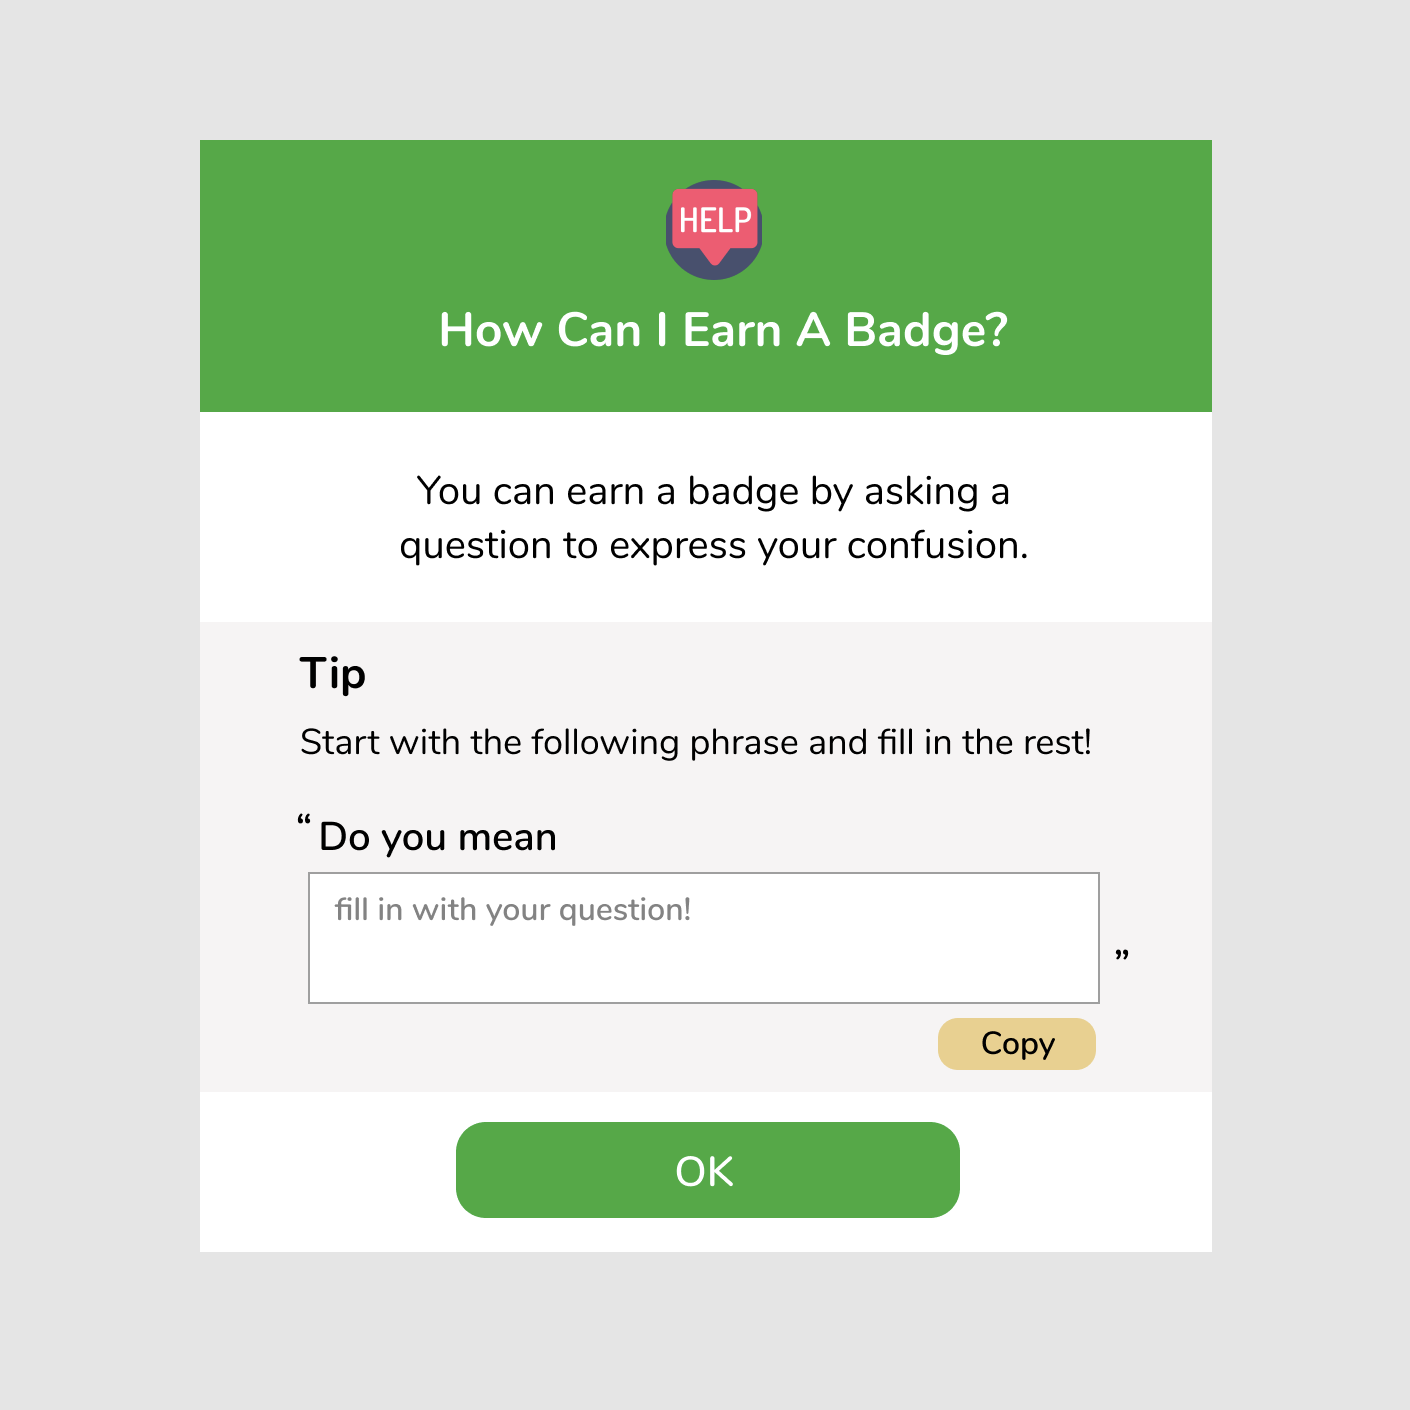 HELP
How Can I Earn A Badge?
You can earn a badge by asking a
question to express your confusion.
Tip
Start with the following phrase and fill in the rest!
“ Do you mean
fill in with your question!
”
Copy
OK